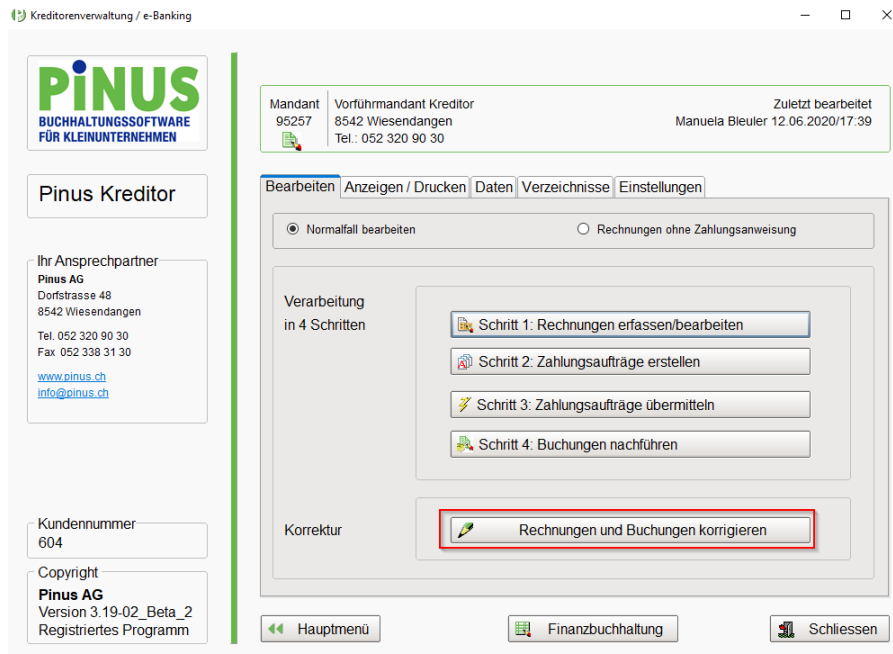 Kreditorenverwaltung / e-Banking
PiNUS
BUCHHALTUNGSSOFTWARE
FÜR KLEINUNTERNEHMEN
Pinus Kreditor
Ihr Ansprechpartner
Pinus AG
Dorfstrasse 48
8542 Wiesendangen
Tel. 052 320 90 30
Fax 052 338 31 30
www.pinus.ch
info@pinus.ch
Kundennummer
604
Copyright
Pinus AG
Version 3.19-02_Beta_2
Registriertes Programm
Mandant
95257
Vorführmandant Kreditor
8542 Wiesendangen
Tel.: 052 320 90 30
Zuletzt bearbeitet
Manuela Bleuler 12.06.2020/17:39
Bearbeiten Anzeigen / Drucken Daten Verzeichnisse Einstellungen
Normalfall bearbeiten Rechnungen ohne Zahlungsanweisung
Verarbeitung
in 4 Schritten
Schritt 1: Rechnungen erfassen/bearbeiten
Schritt 2: Zahlungsaufträge erstellen
Schritt 3: Zahlungsaufträge übermitteln
Schritt 4: Buchungen nachführen
Korrektur
Rechnungen und Buchungen korrigieren
Hauptmenü Finanzbuchhaltung Schliessen